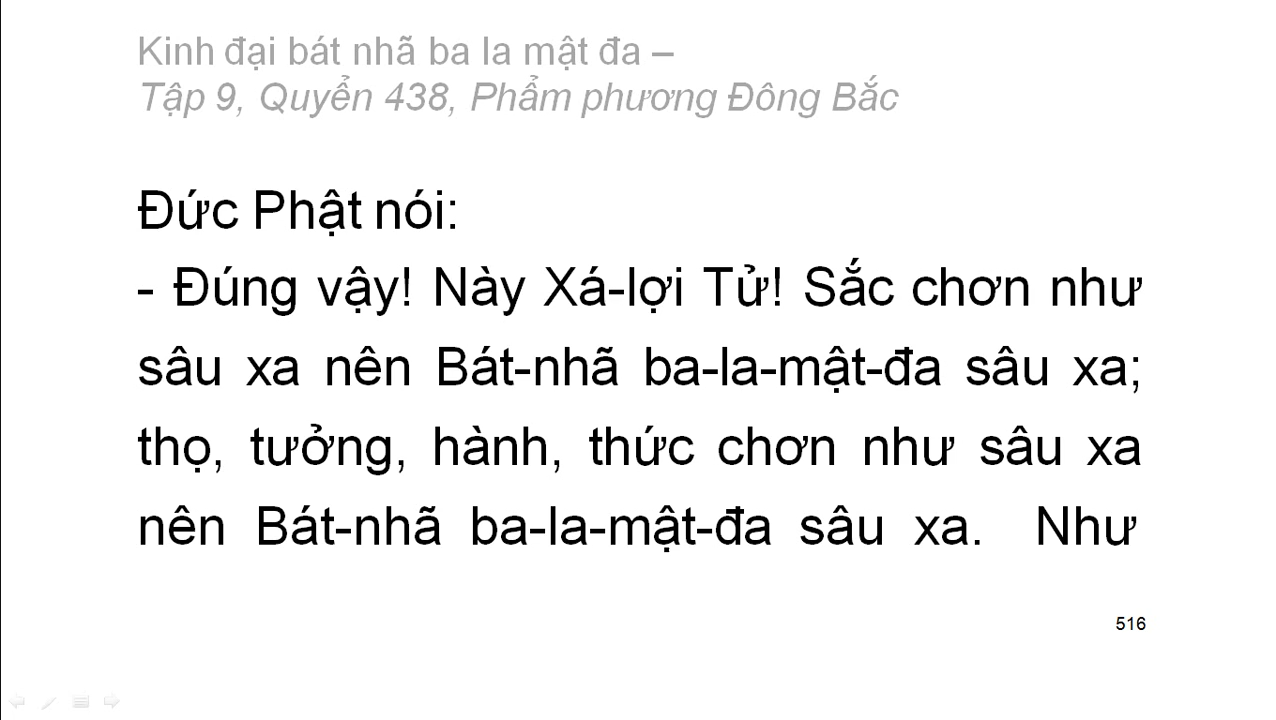 Kinh đại bát nhã ba la mật đa –
Tập 9, Quyển 438, Phẩm phương Đông Bắc
Đức Phật nói:
- Đúng vậy! Này Xá-lợi Tử! Sắc chơn như
sâu xa nên Bát-nhã ba-la-mật-đa sâu xa;
thọ, tưởng, hành, thức chơn như sâu xa
nên Bát-nhã ba-la-mật-đa sâu xa. Như
516